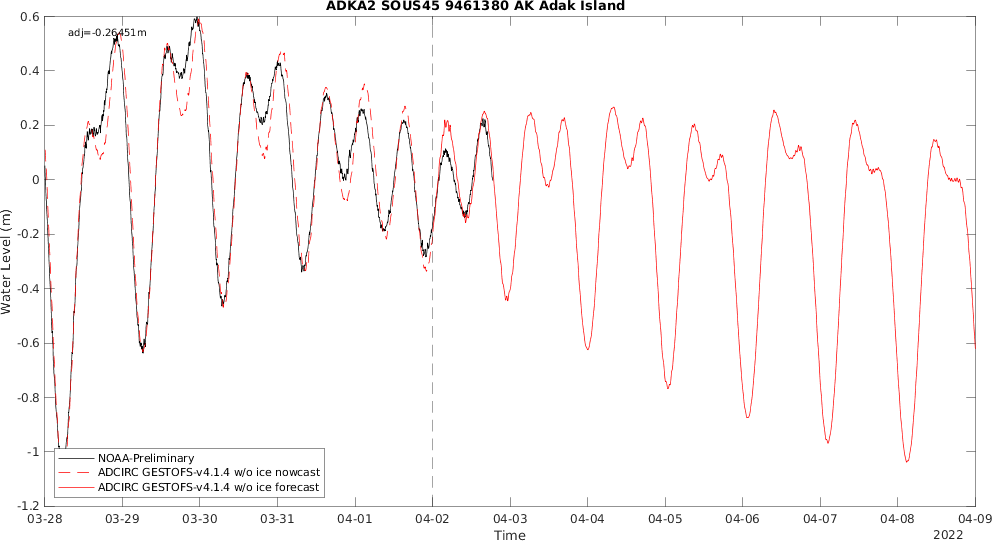 ADKA2 SOUS45 9461380 AK Adak Island
adj=-0.26451m
0.6
0.4
0.2
0
-0.2
-0.4
-0.6
-0.8
-1
-1.2
Water Level (m)
NOAA-Preliminary
ADCIRC GESTOFS-v4.1.4 w/o ice nowcast
ADCIRC GESTOFS-v4.1.4 w/o ice forecast
03-28 03-29 03-30 03-31 04-01 04-02 04-03 04-04 04-05 04-06 04-07 04-08 04-09
Time
2022